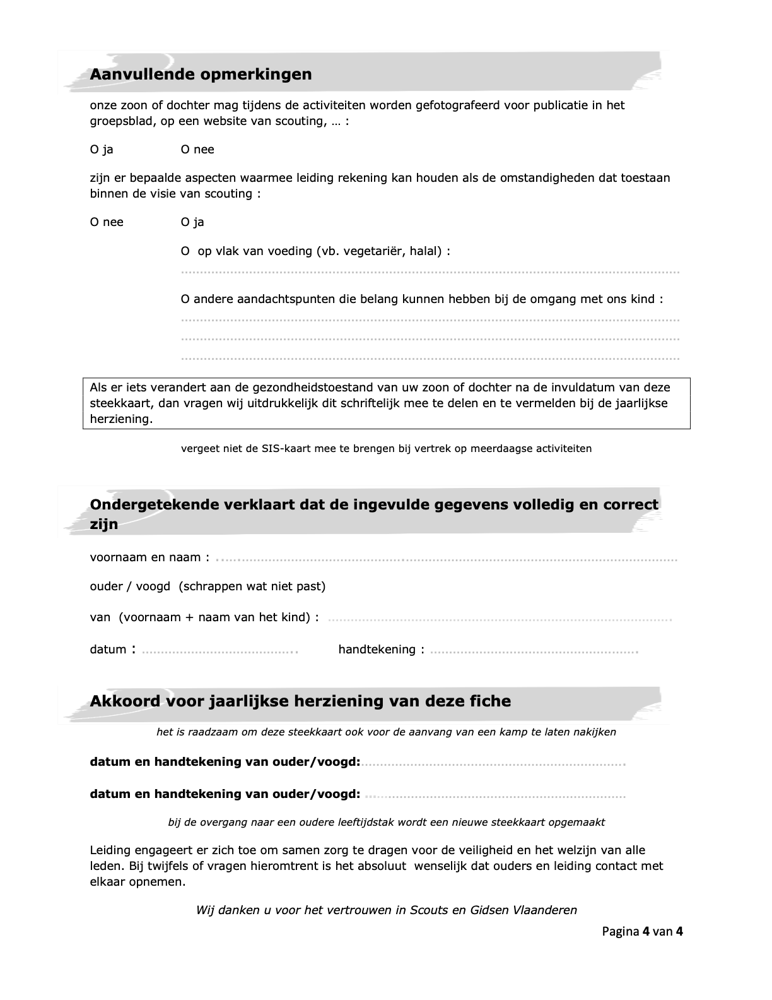 Aanvullende opmerkingen
onze zoon of dochter mag tijdens de activiteiten worden gefotografeerd voor publicatie in het
groepsblad, op een website van scouting, … :
O ja O nee
zijn er bepaalde aspecten waarmee leiding rekening kan houden als de omstandigheden dat toestaan
binnen de visie van scouting :
O nee O ja
O op vlak van voeding (vb. vegetariër, halal) :
O andere aandachtspunten die belang kunnen hebben bij de omgang met ons kind :
Als er iets verandert aan de gezondheidstoestand van uw zoon of dochter na de invuldatum van deze
steekkaart, dan vragen wij uitdrukkelijk dit schriftelijk mee te delen en te vermelden bij de jaarlijkse
herziening.
vergeet niet de SIS-kaart mee te brengen bij vertrek op meerdaagse activiteiten
Ondergetekende verklaart dat de ingevulde gegevens volledig en correct
zijn
voornaam en naam :
ouder / voogd (schrappen wat niet past)
van (voornaam + naam van het kind) :
datum : handtekening :
Akkoord voor jaarlijkse herziening van deze fiche
het is raadzaam om deze steekkaart ook voor de aanvang van een kamp te laten nakijken
datum en handtekening van ouder/voogd:
datum en handtekening van ouder/voogd:
bij de overgang naar een oudere leeftijdstak wordt een nieuwe steekkaart opgemaakt
Leiding engageert er zich toe om samen zorg te dragen voor de veiligheid en het welzijn van alle
leden. Bij twijfels of vragen hieromtrent is het absoluut wenselijk dat ouders en leiding contact met
elkaar opnemen.
Wij danken u voor het vertrouwen in Scouts en Gidsen Vlaanderen
Pagina 4 van 4